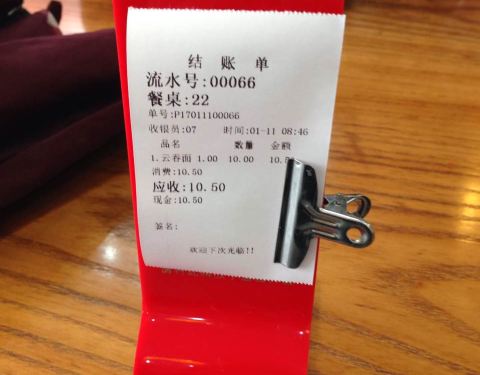 结 账 单
流水号:00066
餐桌:22
单号:P17011100066
收银员:07 时间:01-11 08:46
品名 数量 金额
1.云吞面 1.00 10.00 10.5
消费:10.50
应收:10.50
现金:10.50
签名:
欢迎下次光临!!